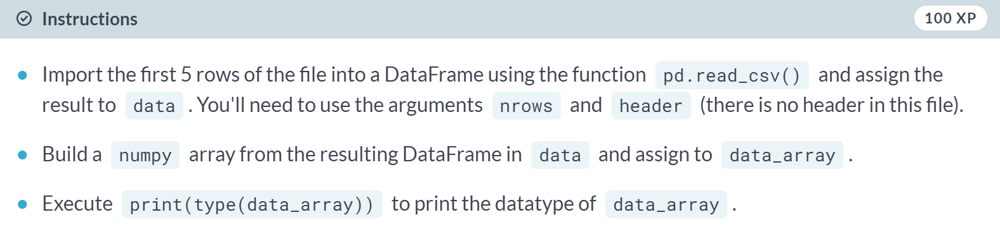 Instructions
100 XP
Import the first 5 rows of the file into a DataFrame using the function pd.read_csv() and assign the
result to data . You'll need to use the arguments nrows and header (there is no header in this file).
Build a numpy array from the resulting DataFrame in data and assign to data_array .
Execute print(type(data_array)) to print the datatype of data_array .